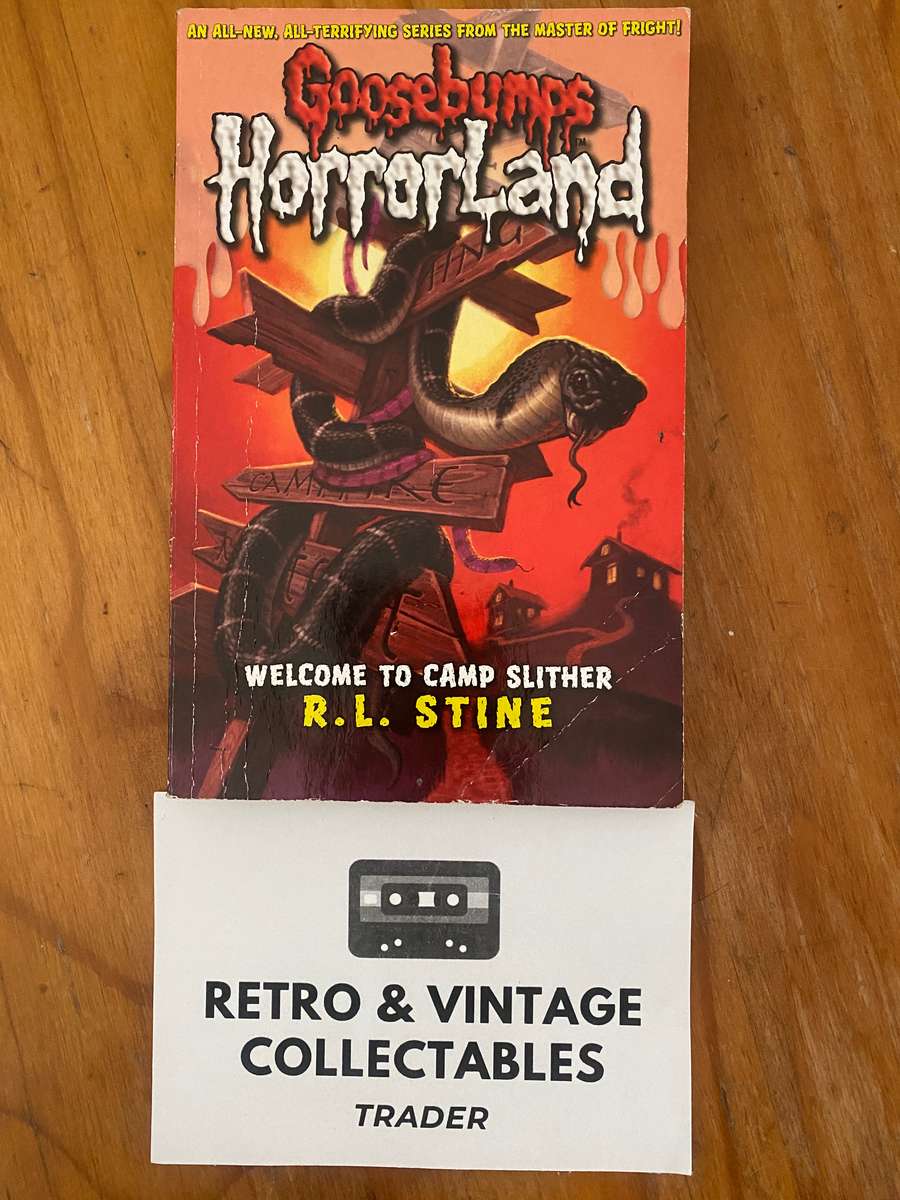 AN ALL-NEW, ALL-TERRIFYING SERIES FROM THE MASTER OF FRIGHT!
Goosebumps
HorrorLand
TM
CAMPFIRE
WELCOME TO CAMP SLITHER
R.L. STINE
RETRO & VINTAGE
COLLECTABLES
TRADER